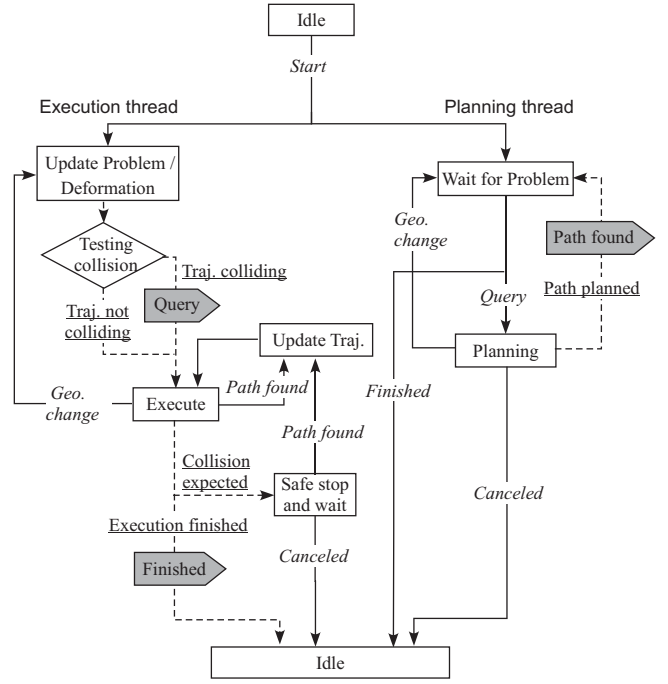 Idle
Start
Execution thread
Planning thread
Update Problem /
Deformation
Wait for Problem
Testing
collision
Geo.
change
Traj. colliding
Path found
Query
Traj. not
colliding
Path planned
Query
Update Traj.
Planning
Path found
Finished
Geo.
change
Execute
Path found
Collision
expected
Safe stop
and wait
Canceled
Execution finished
Canceled
Finished
Idle